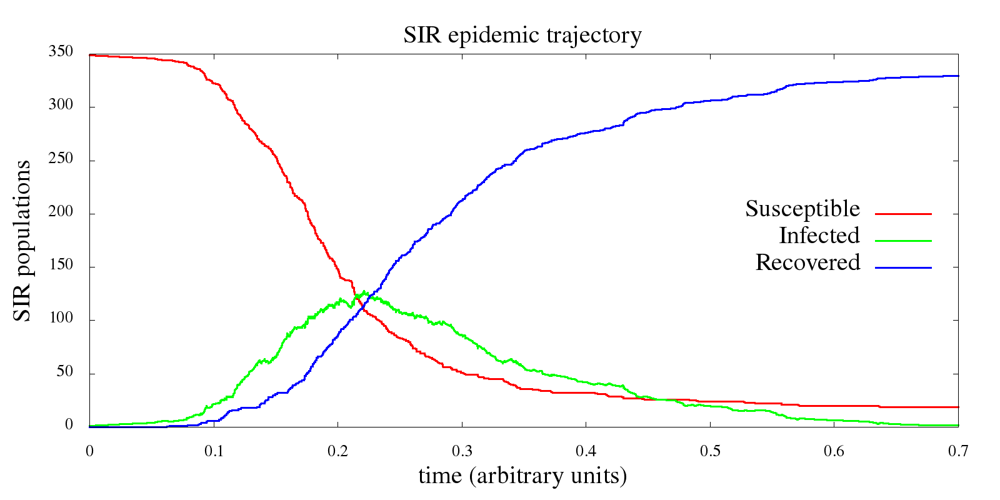 SIR epidemic trajectory
350
300
250
200
150
100
50
0
SIR populations
Susceptible
Infected
Recovered
0 0.1 0.2 0.3 0.4 0.5 0.6 0.7
time (arbitrary units)